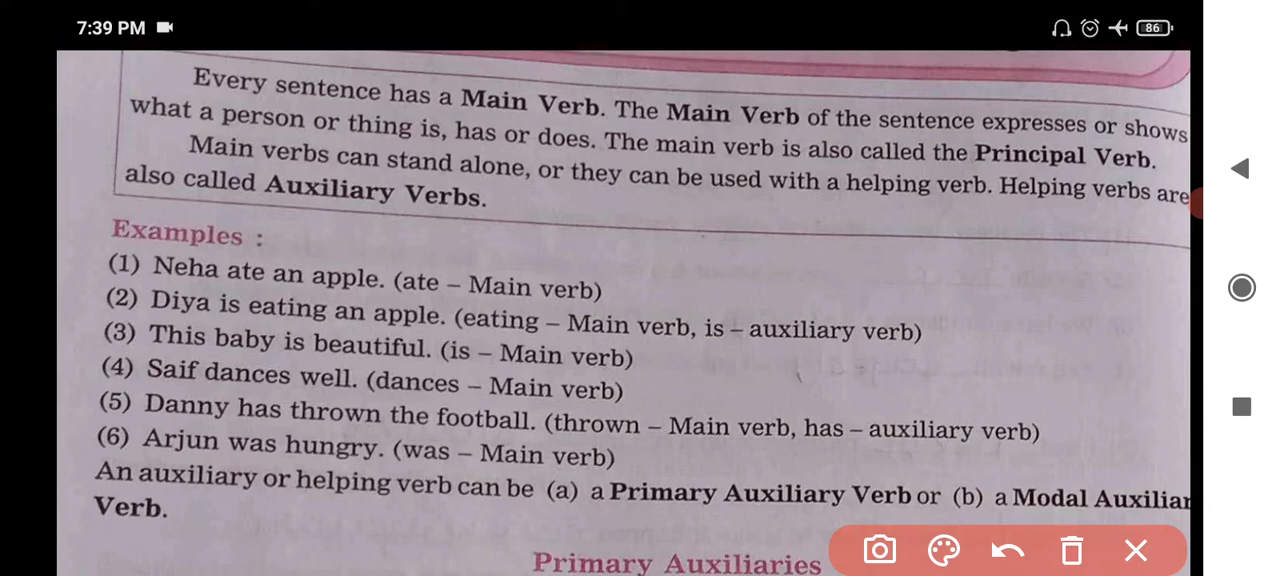 7:39 PM
86
Every sentence has a Main Verb. The Main Verb of the sentence expresses or shows
what a person or thing is, has or does. The main verb is also called the Principal Verb.
Main verbs can stand alone, or they can be used with a helping verb. Helping verbs are
also called Auxiliary Verbs.
Examples :
(1) Neha ate an apple. (ate – Main verb)
(2) Diya is eating an apple. (eating – Main verb, is – auxiliary verb)
(3) This baby is beautiful. (is – Main verb)
(4) Saif dances well. (dances – Main verb)
(5) Danny has thrown the football. (thrown – Main verb, has – auxiliary verb)
(6) Arjun was hungry. (was – Main verb)
An auxiliary or helping verb can be (a) a Primary Auxiliary Verb or (b) a Modal Auxiliar
Verb.
Primary Auxiliaries